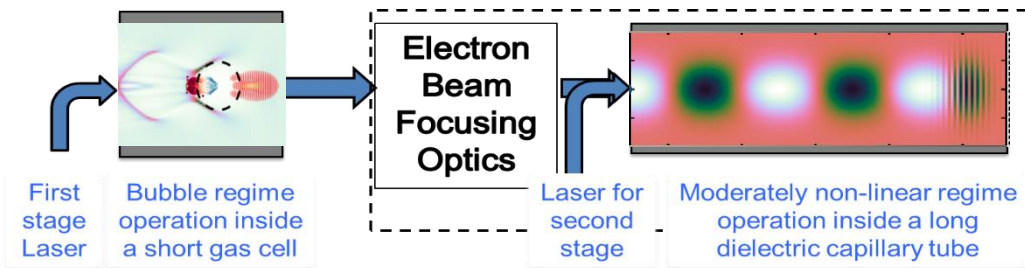 Electron
Beam
Focusing
Optics
First
stage
Laser
Bubble regime
operation inside
a short gas cell
Laser for
second
stage
Moderately non-linear regime
operation inside a long
dielectric capillary tube